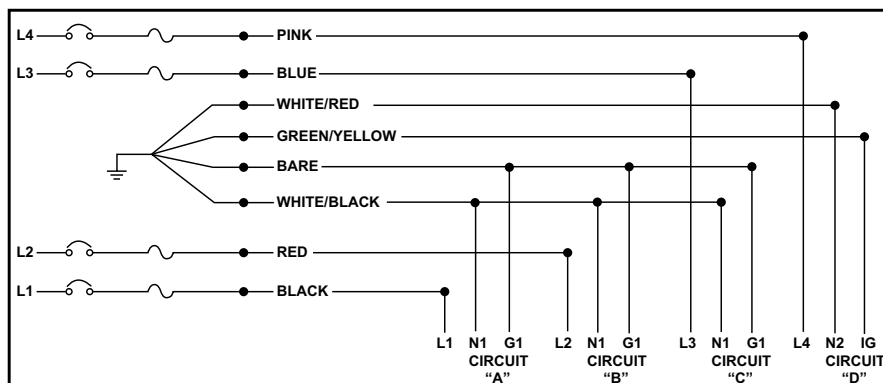 L4 PINK
L3 BLUE
WHITE/RED
GREEN/YELLOW
BARE
WHITE/BLACK
L2 RED
L1 BLACK
L1 N1 G1 L2 N1 G1 L3 N1 G1 L4 N2 IG
CIRCUIT CIRCUIT CIRCUIT CIRCUIT
“A” “B” “C” “D”